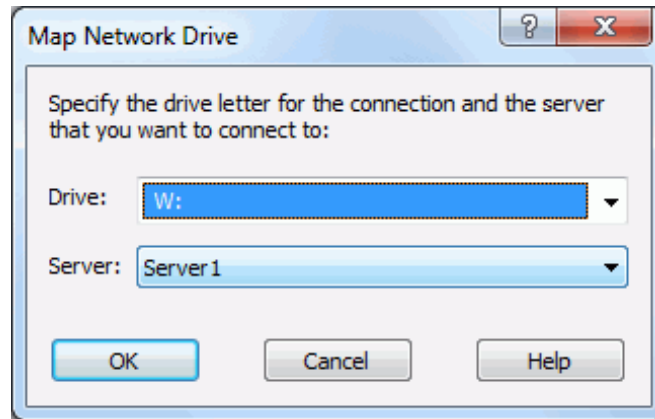 Map Network Drive
Specify the drive letter for the connection and the server
that you want to connect to:
Drive: W:
Server: Server1
OK Cancel Help